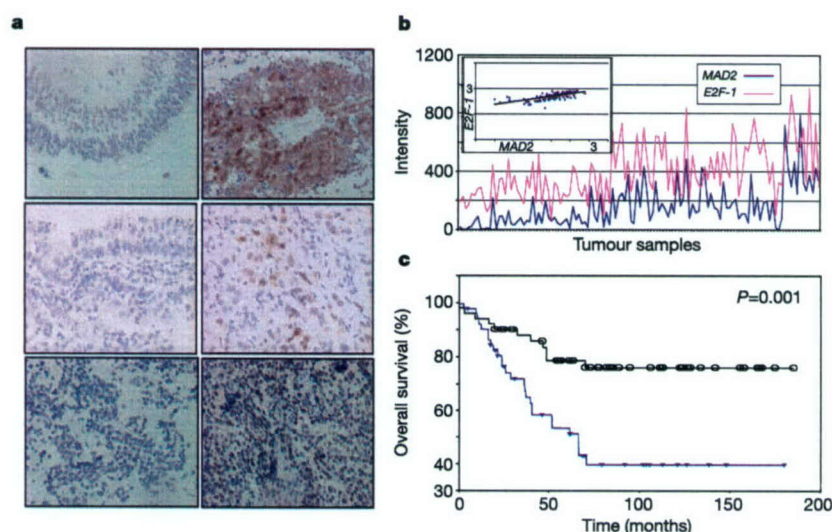 a
b
1200
800
400
0
Intensity
MAD2
E2F-1
3
E2F-1
MAD2
3
Tumour samples
c
P=0.001
100
80
60
40
30
Overall survival (%)
0
50
100
150
200
Time (months)